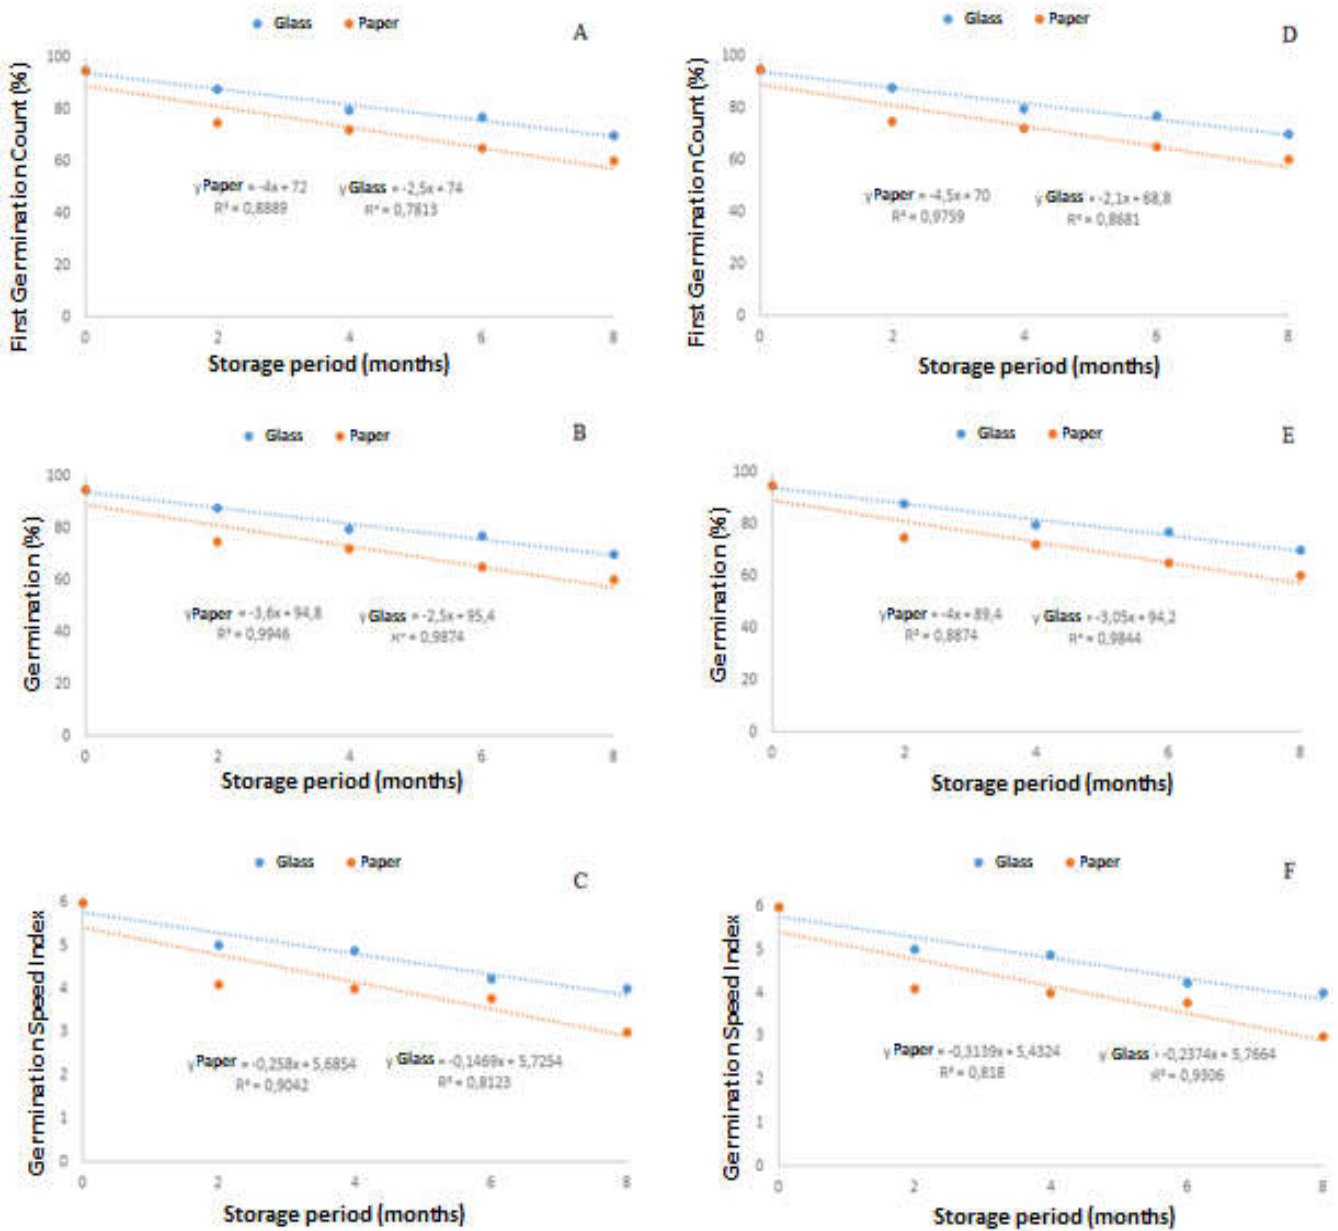 Glass Paper A
First Germination Count (%)
100
80
60
40
20
0
yPaper = -4x + 72 y Glass = -2,5x + 74
R² = 0,8889 R² = 0,7813
0 2 4 6 8
Storage period (months)
Glass Paper D
First Germination Count (%)
100
80
60
40
20
0
yPaper = -4,5x + 70 y Glass = -2,1x + 68,8
R² = 0,9759 R² = 0,8681
0 2 4 6 8
Storage period (months)
Glass Paper B
Germination (%)
100
80
60
40
20
0
yPaper = -3,6x + 94,8 yGlass = -2,5x + 95,4
R² = 0,9946 R² = 0,9874
0 2 4 6 8
Storage period (months)
Glass Paper E
Germination (%)
100
80
60
40
20
0
yPaper = -4x + 89,4 y Glass = -3,05x + 94,2
R² = 0,8874 R² = 0,9844
0 2 4 6 8
Storage period (months)
Glass Paper C
Germination Speed Index
6
5
4
3
2
1
0
yPaper = -0,258x + 5,6854 y Glass = -0,1469x + 5,7254
R² = 0,9042 R² = 0,8123
0 2 4 6 8
Storage period (months)
Glass Paper F
Germination Speed Index
6
5
4
3
2
1
0
y Paper = -0,3139x + 5,4324 y Glass = -0,2374x + 5,7664
R² = 0,818 R² = 0,9306
0 2 4 6 8
Storage period (months)